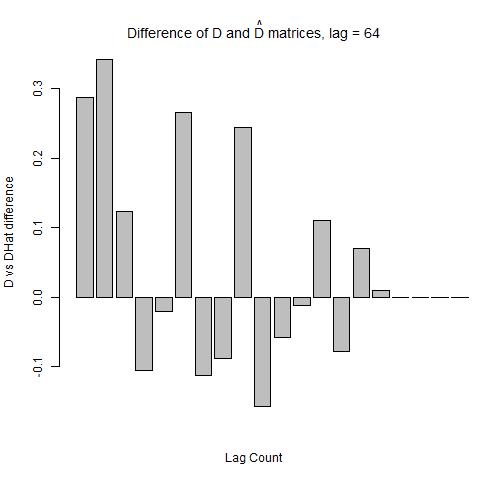 Difference of D and D̂ matrices, lag = 64
0.3
0.2
0.1
0.0
-0.1
D vs DHat difference
Lag Count